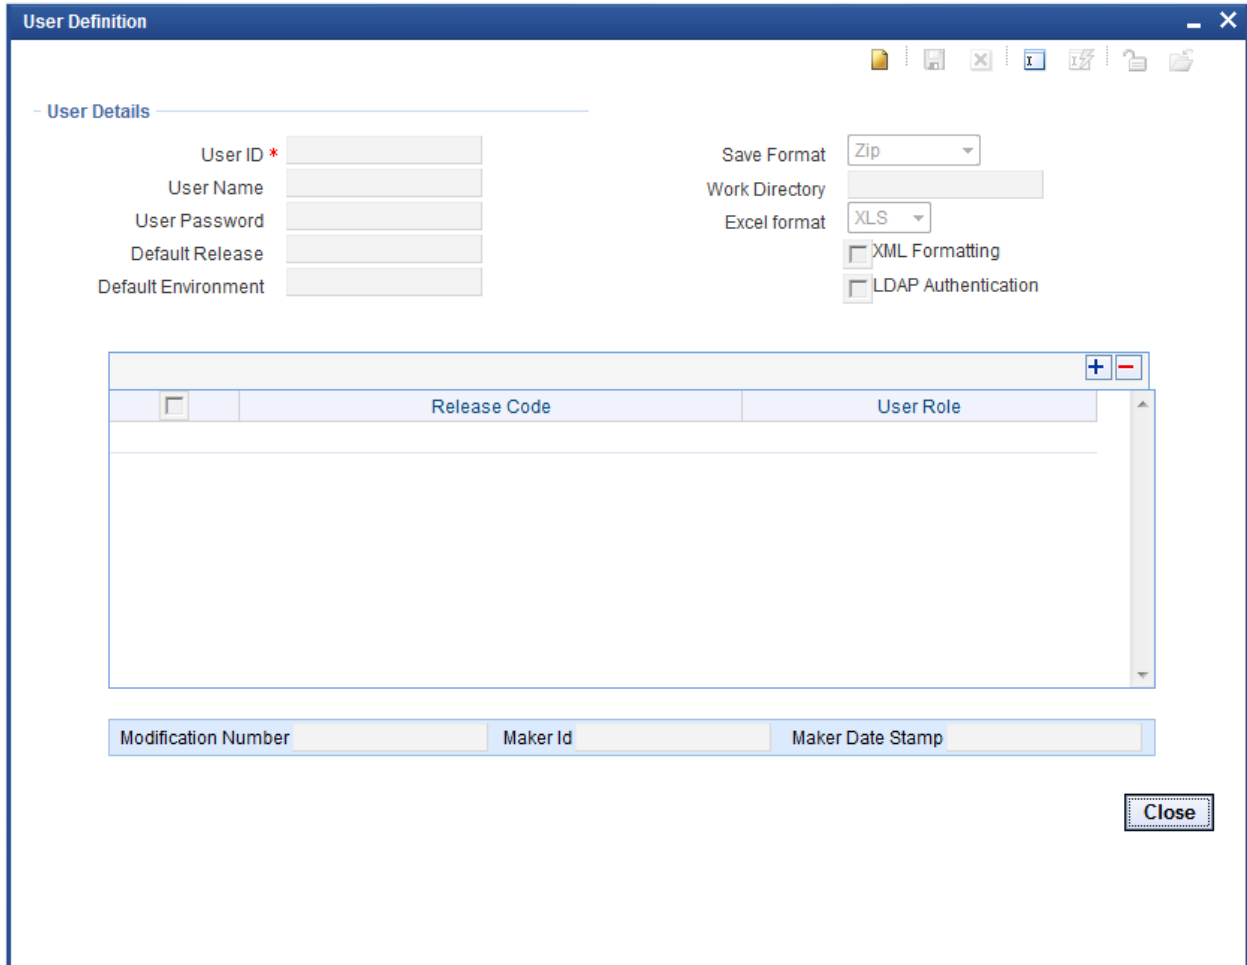 User Definition
User Details
User ID *
User Name
User Password
Default Release
Default Environment
Save Format Zip
Work Directory
Excel format XLS
XML Formatting
LDAP Authentication
Release Code User Role
Modification Number Maker Id Maker Date Stamp
Close